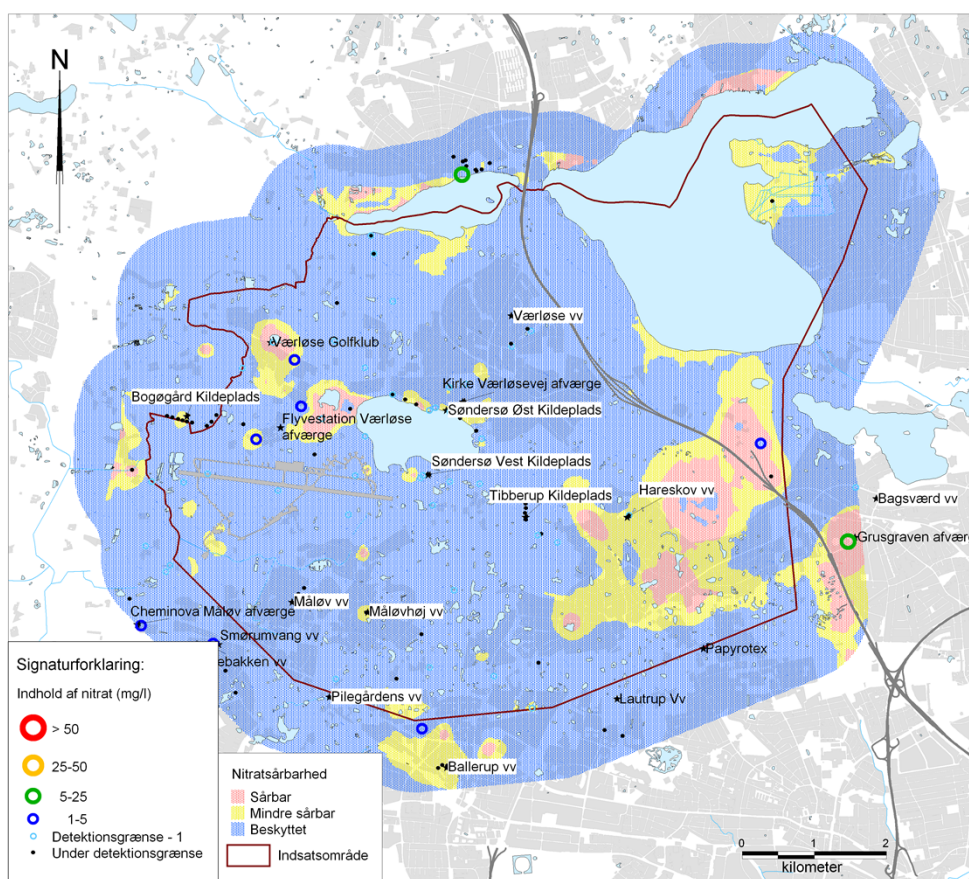 N
Værløse vv
Værløse Golfklub
Kirke Værløsevej afværge
Bogøgård Kildeplads
Søndersø Øst Kildeplads
Flyvestation Værløse
afværge
Søndersø Vest Kildeplads
Tibberup Kildeplads
Hareskov vv
Bagsværd vv
Grusgraven afværg
Måløv vv
Cheminova Måløv afværge
Måløvhøj vv
Smørumvang vv
ebakken vv
Papyrotex
Pilegårdens vv
Lautrup Vv
Ballerup vv
Signaturforklaring:
Indhold af nitrat (mg/l)
> 50
25-50
5-25
1-5
Detektionsgrænse - 1
Under detektionsgrænse
Nitratsårbarhed
Sårbar
Mindre sårbar
Beskyttet
Indsatsområde
0 1 2
kilometer